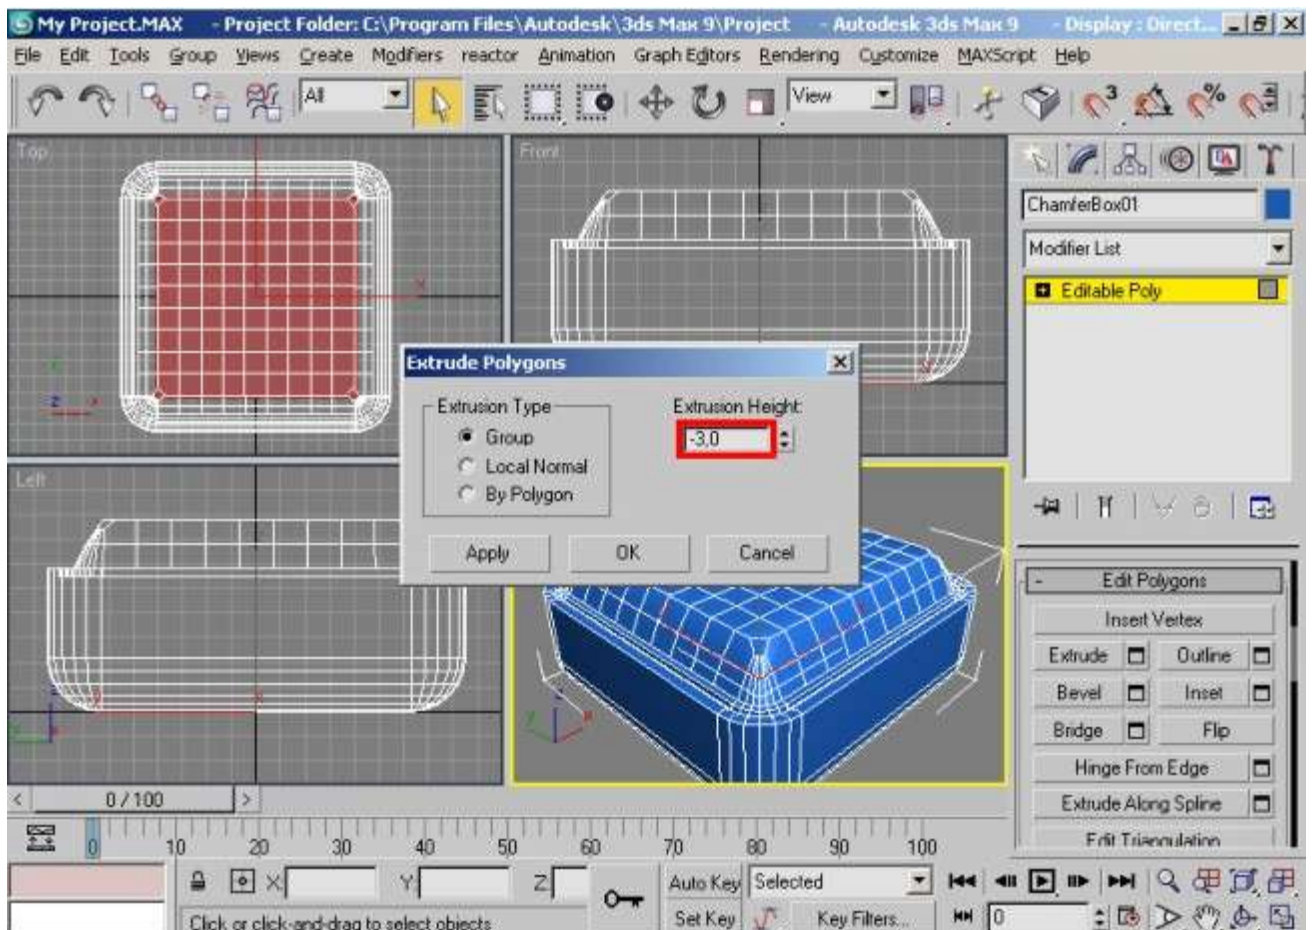 My Project.MAX - Project Folder: C:\Program Files\Autodesk\3ds Max 9\Project - Autodesk 3ds Max 9 - Display : Direct...
File Edit Tools Group Views Create Modifiers reactor Animation Graph Editors Rendering Customize MAXScript Help
All View
Top Front
ChamferBox01
Modifier List
Editable Poly
Extrude Polygons
Extrusion Type Extrusion Height:
Group -3,0
Local Normal
By Polygon
Apply OK Cancel
Left
Edit Polygons
Insert Vertex
Extrude Outline
Bevel Inset
Bridge Flip
Hinge From Edge
Extrude Along Spline
Edit Triangulation
0 / 100
0 10 20 30 40 50 60 70 80 90 100
X Y Z Auto Key Selected
Click or click-and-drag to select objects Set Key Key Filters... 0